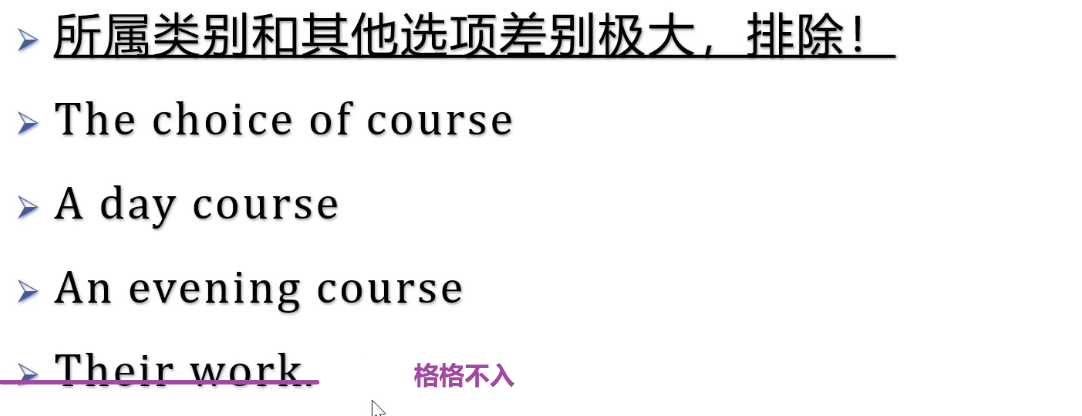 所属类别和其他选项差别极大，排除！
The choice of course
A day course
An evening course
Their work.
格格不入